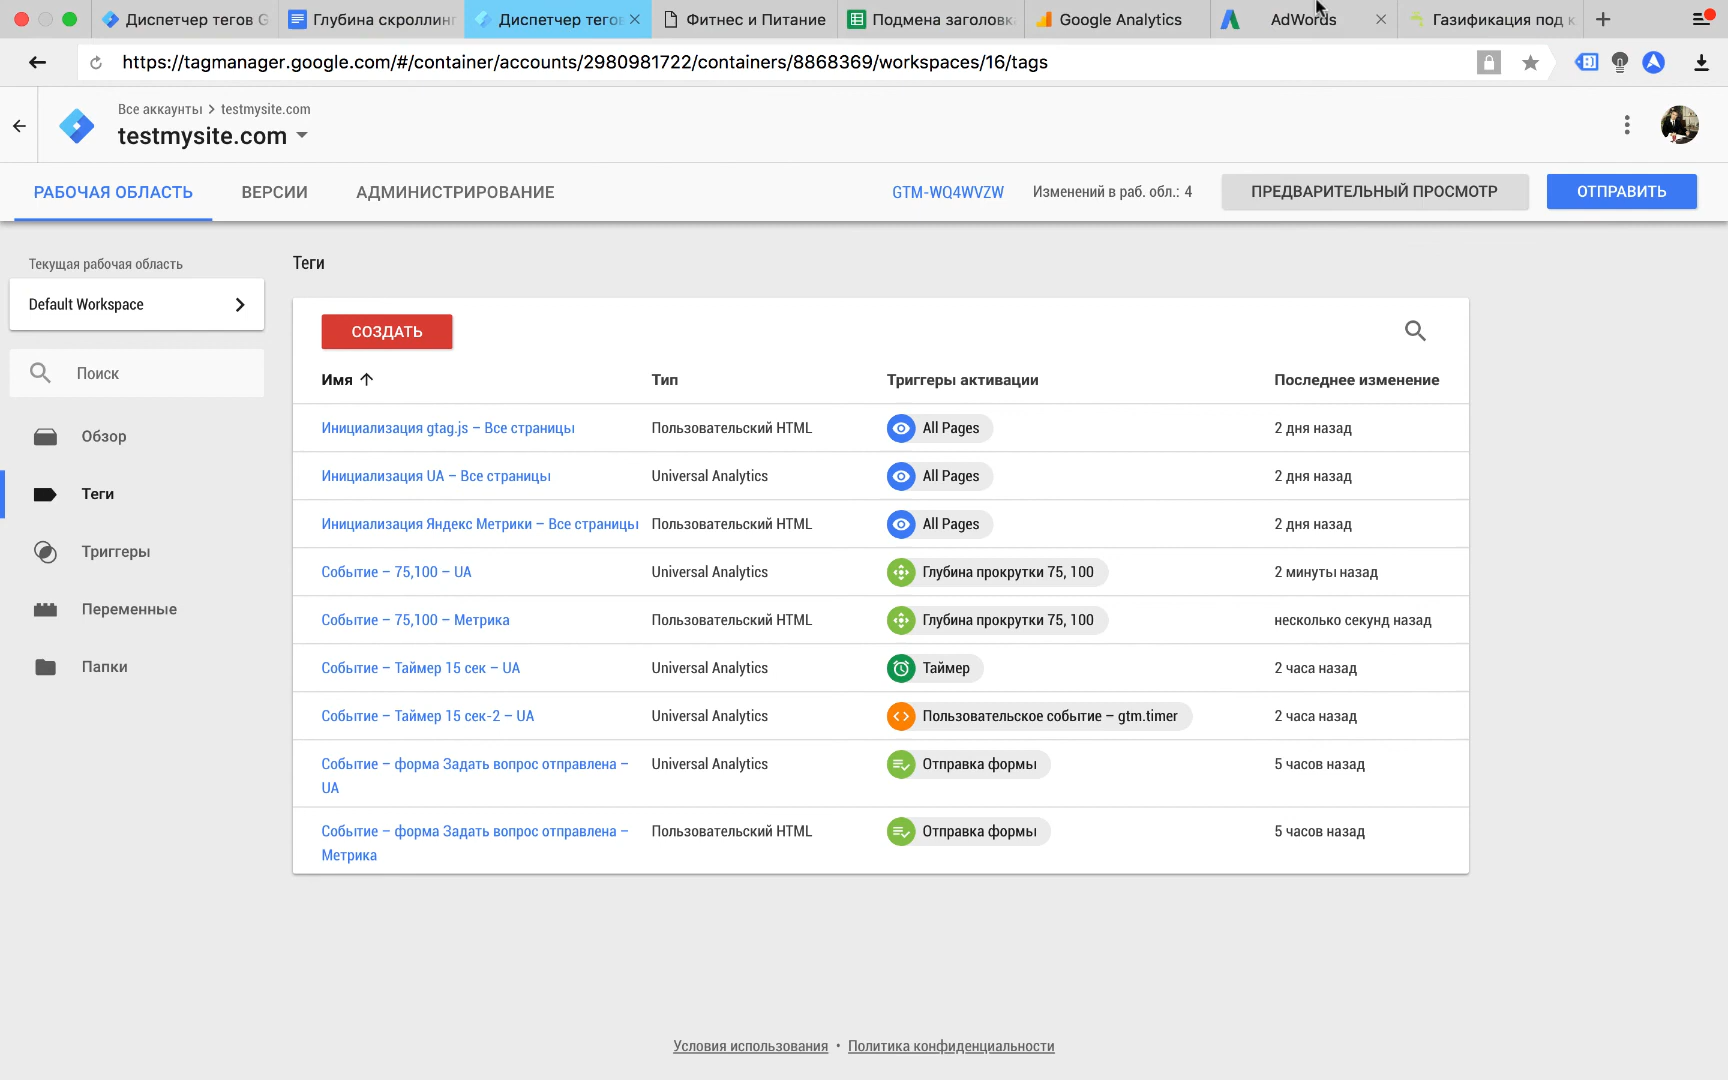 Диспетчер тегов G
Глубина скроллинг
Диспетчер тегов
Фитнес и Питание
Подмена заголовка
Google Analytics
AdWords
Газификация под к
https://tagmanager.google.com/#/container/accounts/2980981722/containers/8868369/workspaces/16/tags
Все аккаунты > testmysite.com
testmysite.com
РАБОЧАЯ ОБЛАСТЬ
ВЕРСИИ
АДМИНИСТРИРОВАНИЕ
GTM-WQ4WVZW
Изменений в раб. обл.: 4
ПРЕДВАРИТЕЛЬНЫЙ ПРОСМОТР
ОТПРАВИТЬ
Текущая рабочая область
Default Workspace
Поиск
Обзор
Теги
Триггеры
Переменные
Папки
Теги
СОЗДАТЬ
Имя Тип Триггеры активации Последнее изменение
Инициализация gtag.js – Все страницы Пользовательский HTML All Pages 2 дня назад
Инициализация UA – Все страницы Universal Analytics All Pages 2 дня назад
Инициализация Яндекс Метрики – Все страницы Пользовательский HTML All Pages 2 дня назад
Событие – 75,100 – UA Universal Analytics Глубина прокрутки 75, 100 2 минуты назад
Событие – 75,100 – Метрика Пользовательский HTML Глубина прокрутки 75, 100 несколько секунд назад
Событие – Таймер 15 сек – UA Universal Analytics Таймер 2 часа назад
Событие – Таймер 15 сек-2 – UA Universal Analytics Пользовательское событие – gtm.timer 2 часа назад
Событие – форма Задать вопрос отправлена – Universal Analytics Отправка формы 5 часов назад
UA
Событие – форма Задать вопрос отправлена – Пользовательский HTML Отправка формы 5 часов назад
Метрика
Условия использования • Политика конфиденциальности